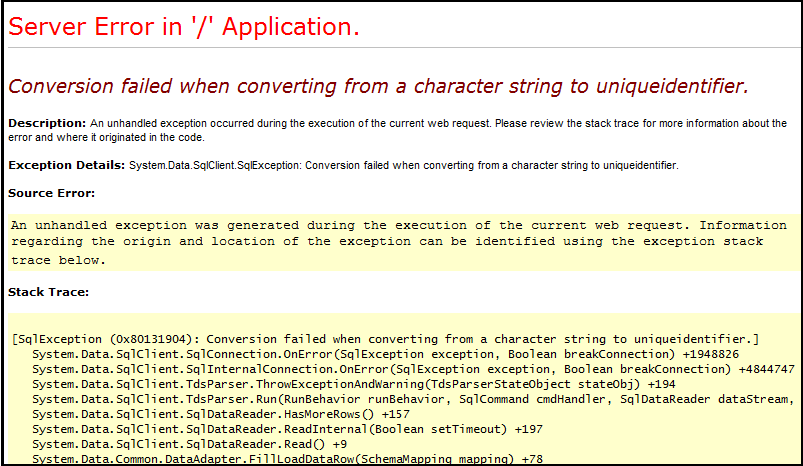 Server Error in '/' Application.
Conversion failed when converting from a character string to uniqueidentifier.
Description: An unhandled exception occurred during the execution of the current web request. Please review the stack trace for more information about the
error and where it originated in the code.
Exception Details: System.Data.SqlClient.SqlException: Conversion failed when converting from a character string to uniqueidentifier.
Source Error:
An unhandled exception was generated during the execution of the current web request. Information
regarding the origin and location of the exception can be identified using the exception stack
trace below.
Stack Trace:
[SqlException (0x80131904): Conversion failed when converting from a character string to uniqueidentifier.]
System.Data.SqlClient.SqlConnection.OnError(SqlException exception, Boolean breakConnection) +1948826
System.Data.SqlClient.SqlInternalConnection.OnError(SqlException exception, Boolean breakConnection) +4844747
System.Data.SqlClient.TdsParser.ThrowExceptionAndWarning(TdsParserStateObject stateObj) +194
System.Data.SqlClient.TdsParser.Run(RunBehavior runBehavior, SqlCommand cmdHandler, SqlDataReader dataStream,
System.Data.SqlClient.SqlDataReader.HasMoreRows() +157
System.Data.SqlClient.SqlDataReader.ReadInternal(Boolean setTimeout) +197
System.Data.SqlClient.SqlDataReader.Read() +9
System.Data.Common.DataAdapter.FillLoadDataRow(SchemaMapping mapping) +78